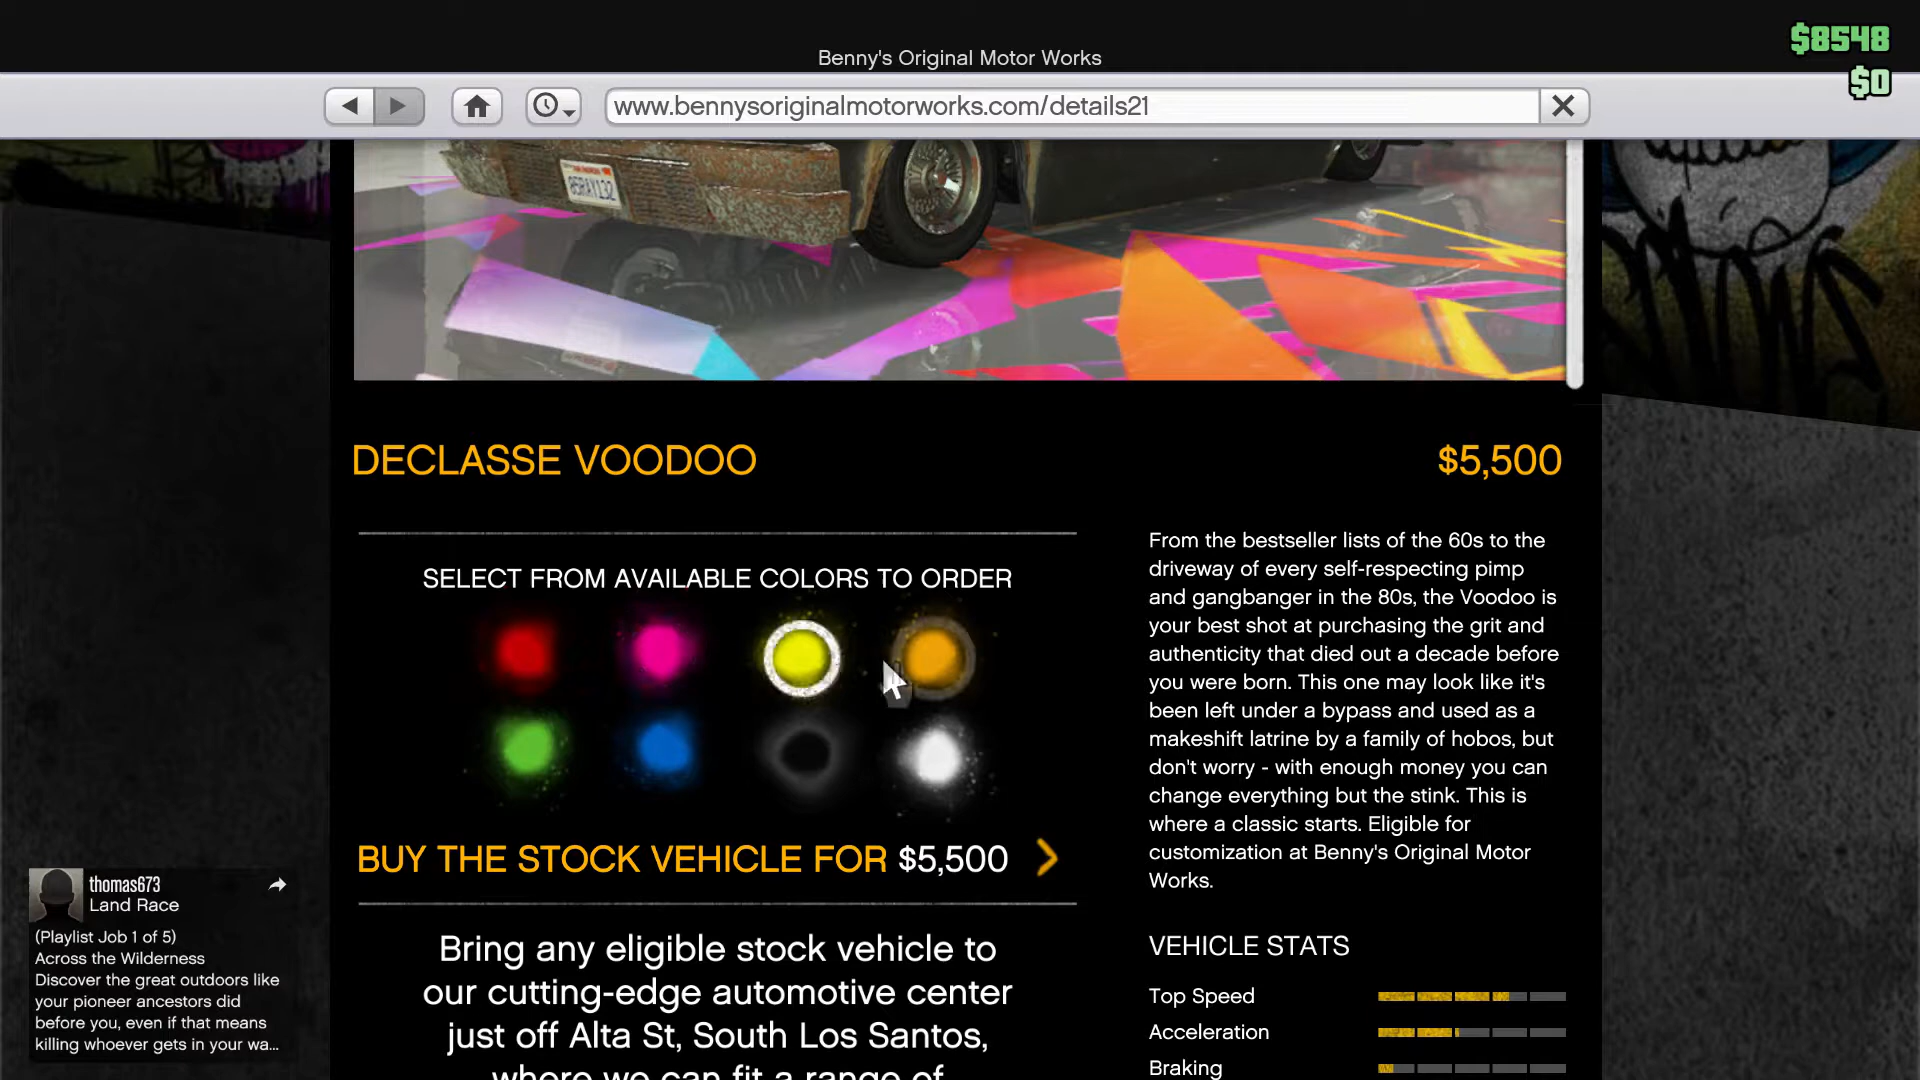 Benny's Original Motor Works
$8548
$0
www.bennysoriginalmotorworks.com/details21
DECLASSE VOODOO
$5,500
SELECT FROM AVAILABLE COLORS TO ORDER
BUY THE STOCK VEHICLE FOR $5,500
Bring any eligible stock vehicle to
our cutting-edge automotive center
just off Alta St, South Los Santos,
where we can fit a range of
From the bestseller lists of the 60s to the
driveway of every self-respecting pimp
and gangbanger in the 80s, the Voodoo is
your best shot at purchasing the grit and
authenticity that died out a decade before
you were born. This one may look like it's
been left under a bypass and used as a
makeshift latrine by a family of hobos, but
don't worry - with enough money you can
change everything but the stink. This is
where a classic starts. Eligible for
customization at Benny's Original Motor
Works.
VEHICLE STATS
Top Speed
Acceleration
Braking
thomas673
Land Race
(Playlist Job 1 of 5)
Across the Wilderness
Discover the great outdoors like
your pioneer ancestors did
before you, even if that means
killing whoever gets in your wa...